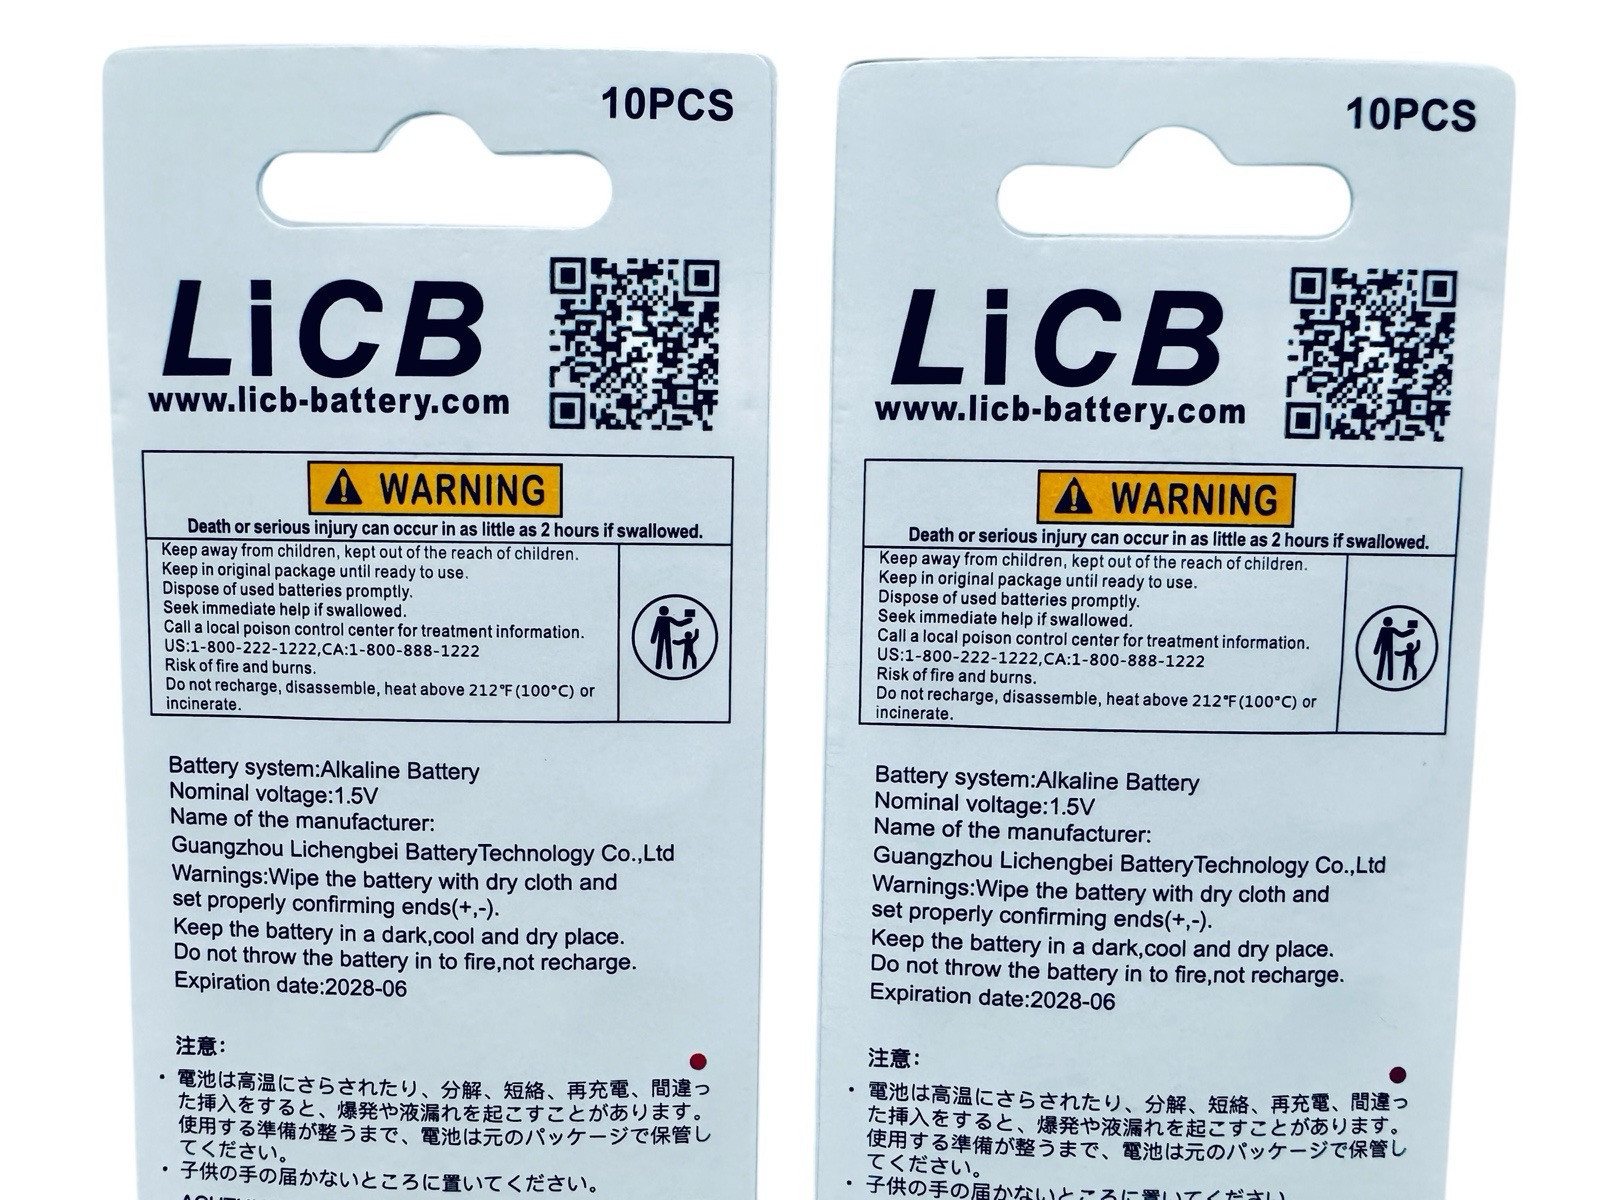 10PCS
LiCB
www.licb-battery.com
WARNING
Death or serious injury can occur in as little as 2 hours if swallowed.
Keep away from children, kept out of the reach of children.
Keep in original package until ready to use.
Dispose of used batteries promptly.
Seek immediate help if swallowed.
Call a local poison control center for treatment information.
US:1-800-222-1222,CA:1-800-888-1222
Risk of fire and burns.
Do not recharge, disassemble, heat above 212°F(100°C) or
incinerate.
Battery system:Alkaline Battery
Nominal voltage:1.5V
Name of the manufacturer:
Guangzhou Lichengbei BatteryTechnology Co.,Ltd
Warnings:Wipe the battery with dry cloth and
set properly confirming ends(+,-).
Keep the battery in a dark,cool and dry place.
Do not throw the battery in to fire,not recharge.
Expiration date:2028-06
注意:
・電池は高温にさらされたり、分解、短絡、再充電、間違っ
た挿入をすると、爆発や液漏れを起こすことがあります。
使用する準備が整うまで、電池は元のパッケージで保管し
てください。
・子供の手の届かないところに置いてください。
10PCS
LiCB
www.licb-battery.com
WARNING
Death or serious injury can occur in as little as 2 hours if swallowed.
Keep away from children, kept out of the reach of children.
Keep in original package until ready to use.
Dispose of used batteries promptly.
Seek immediate help if swallowed.
Call a local poison control center for treatment information.
US:1-800-222-1222,CA:1-800-888-1222
Risk of fire and burns.
Do not recharge, disassemble, heat above 212°F(100°C) or
incinerate.
Battery system:Alkaline Battery
Nominal voltage:1.5V
Name of the manufacturer:
Guangzhou Lichengbei BatteryTechnology Co.,Ltd
Warnings:Wipe the battery with dry cloth and
set properly confirming ends(+,-).
Keep the battery in a dark,cool and dry place.
Do not throw the battery in to fire,not recharge.
Expiration date:2028-06
注意:
・電池は高温にさらされたり、分解、短絡、再充電、間違っ
た挿入をすると、爆発や液漏れを起こすことがあります。
使用する準備が整うまで、電池は元のパッケージで保管し
てください。
・子供の手の届かないところに置いてください